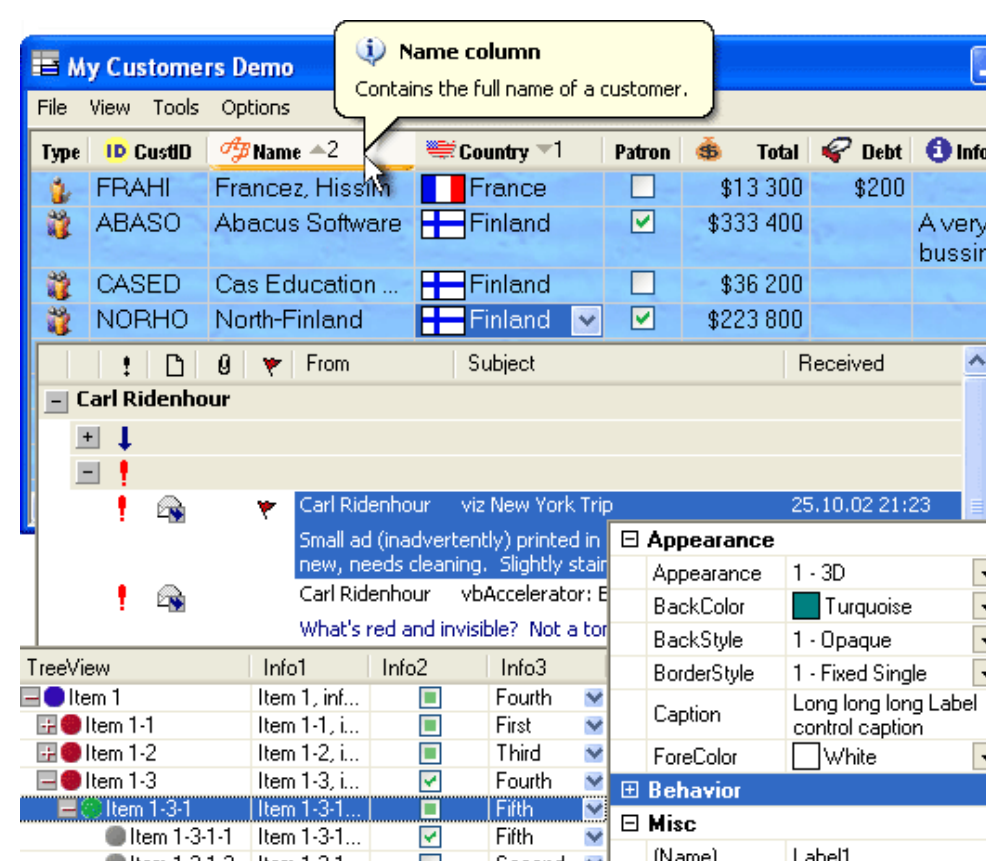 Name column
Contains the full name of a customer.
My Customers Demo
File View Tools Options
Type ID CustID Name 2 Country 1 Patron Total Debt Info
FRAHI Francez, Hissim France $13 300 $200
ABASO Abacus Software Finland $333 400 A very
bussin
CASED Cas Education ... Finland $36 200
NORHO North-Finland Finland $223 800
From Subject Received
Carl Ridenhour
Carl Ridenhour viz New York Trip 25.10.02 21:23
Small ad (inadvertently) printed in
new, needs cleaning. Slightly stain
Carl Ridenhour vbAccelerator:
What's red and invisible? Not a
Appearance
Appearance 1 - 3D
BackColor Turquoise
BackStyle 1 - Opaque
BorderStyle 1 - Fixed Single
Caption Long long long Label
control caption
ForeColor White
Behavior
Misc
(Name) Label1
TreeView Info1 Info2 Info3
Item 1 Item 1, inf... Fourth
Item 1-1 Item 1-1, i... First
Item 1-2 Item 1-2, i... Third
Item 1-3 Item 1-3, i... Fourth
Item 1-3-1 Item 1-3-1... Fifth
Item 1-3-1-1 Item 1-3-1... Fifth